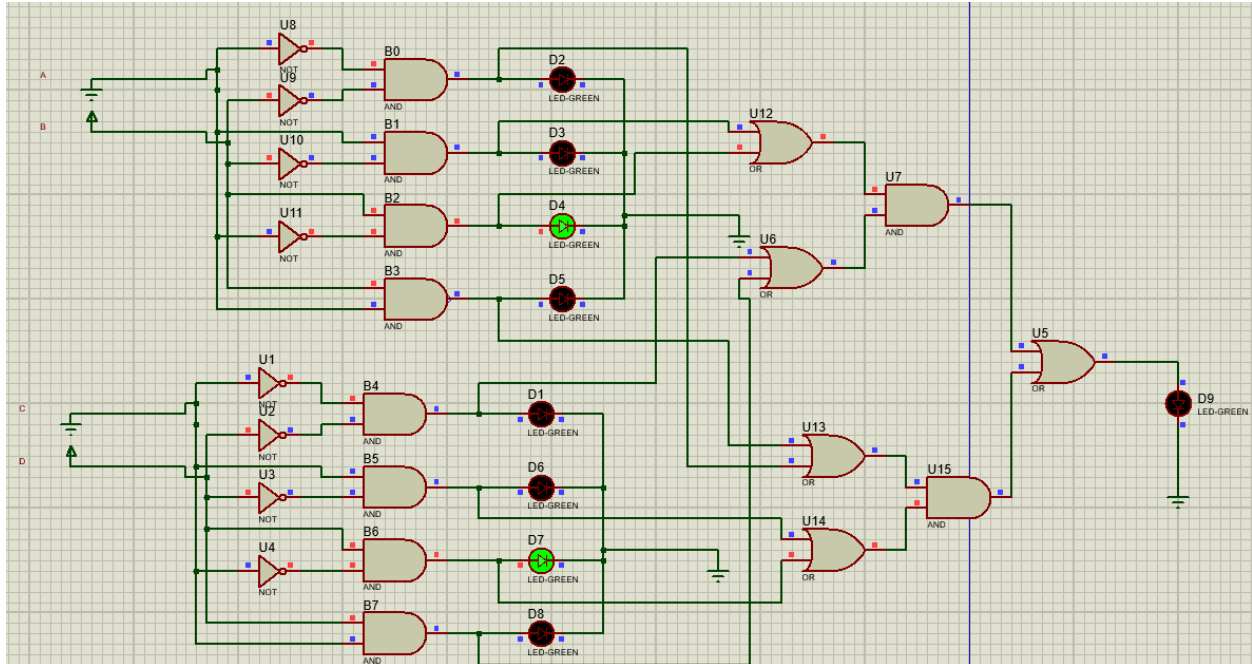 U8
NOT
B0
AND
D2
LED-GREEN
A
U9
NOT
B
B1
AND
D3
LED-GREEN
U12
OR
U10
NOT
U7
AND
B2
AND
D4
LED-GREEN
U11
NOT
U6
OR
B3
AND
D5
LED-GREEN
U5
OR
U1
NOT
B4
AND
D1
LED-GREEN
D9
LED-GREEN
C
U2
NOT
U13
OR
D
B5
AND
D6
LED-GREEN
U3
NOT
U15
AND
B6
AND
D7
LED-GREEN
U14
OR
U4
NOT
B7
AND
D8
LED-GREEN